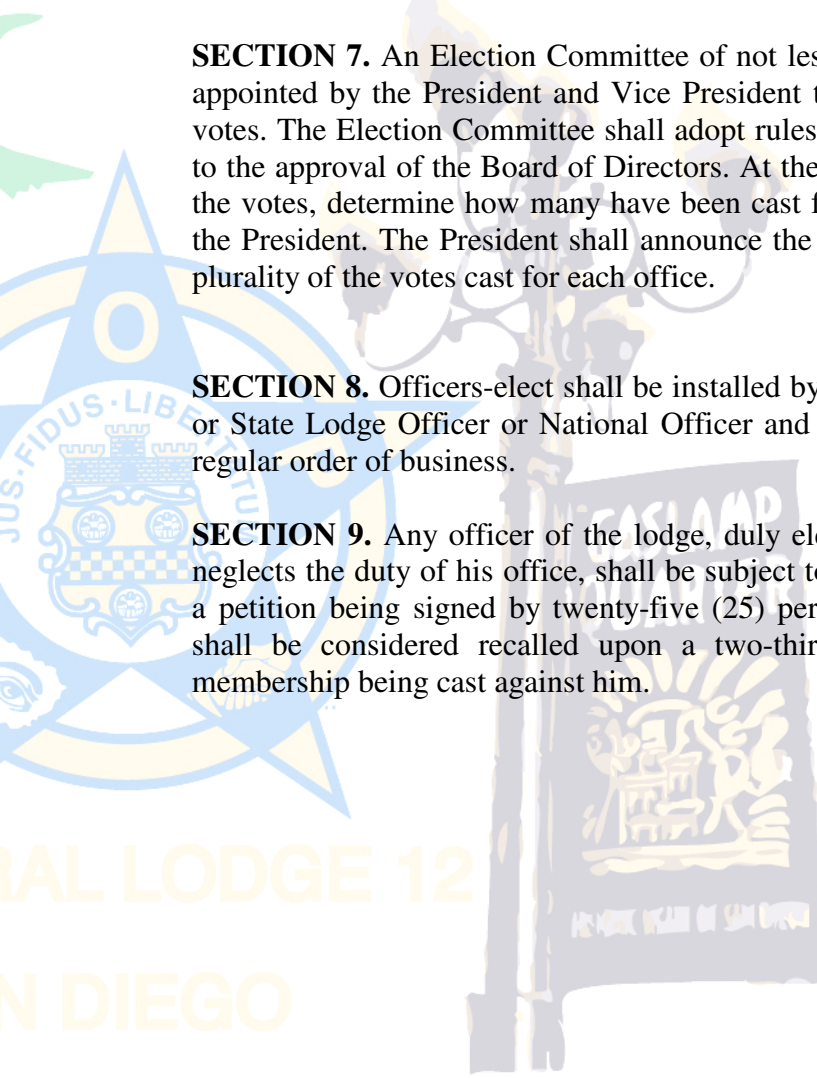 SECTION 7. An Election Committee of not les
appointed by the President and Vice President t
votes. The Election Committee shall adopt rules
to the approval of the Board of Directors. At the
the votes, determine how many have been cast f
the President. The President shall announce the
plurality of the votes cast for each office.
SECTION 8. Officers-elect shall be installed by
or State Lodge Officer or National Officer and
regular order of business.
SECTION 9. Any officer of the lodge, duly ele
neglects the duty of his office, shall be subject to
a petition being signed by twenty-five (25) per
shall be considered recalled upon a two-thir
membership being cast against him.
O
JUS·FIDUS·LIBERTATUM
GASLAMP
QUARTER
RAL LODGE 12
N DIEGO